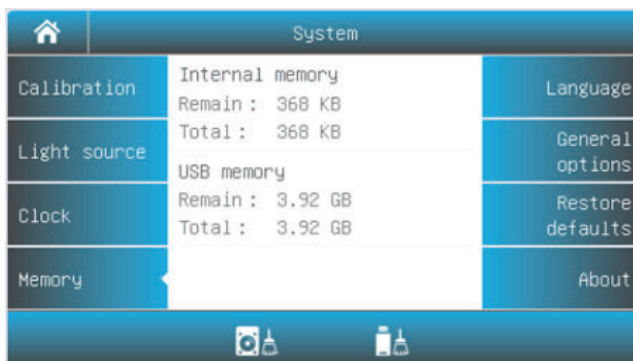 System
Calibration
Light source
Clock
Memory
Internal memory
Remain : 368 KB
Total : 368 KB
USB memory
Remain : 3.92 GB
Total : 3.92 GB
Language
General
options
Restore
defaults
About